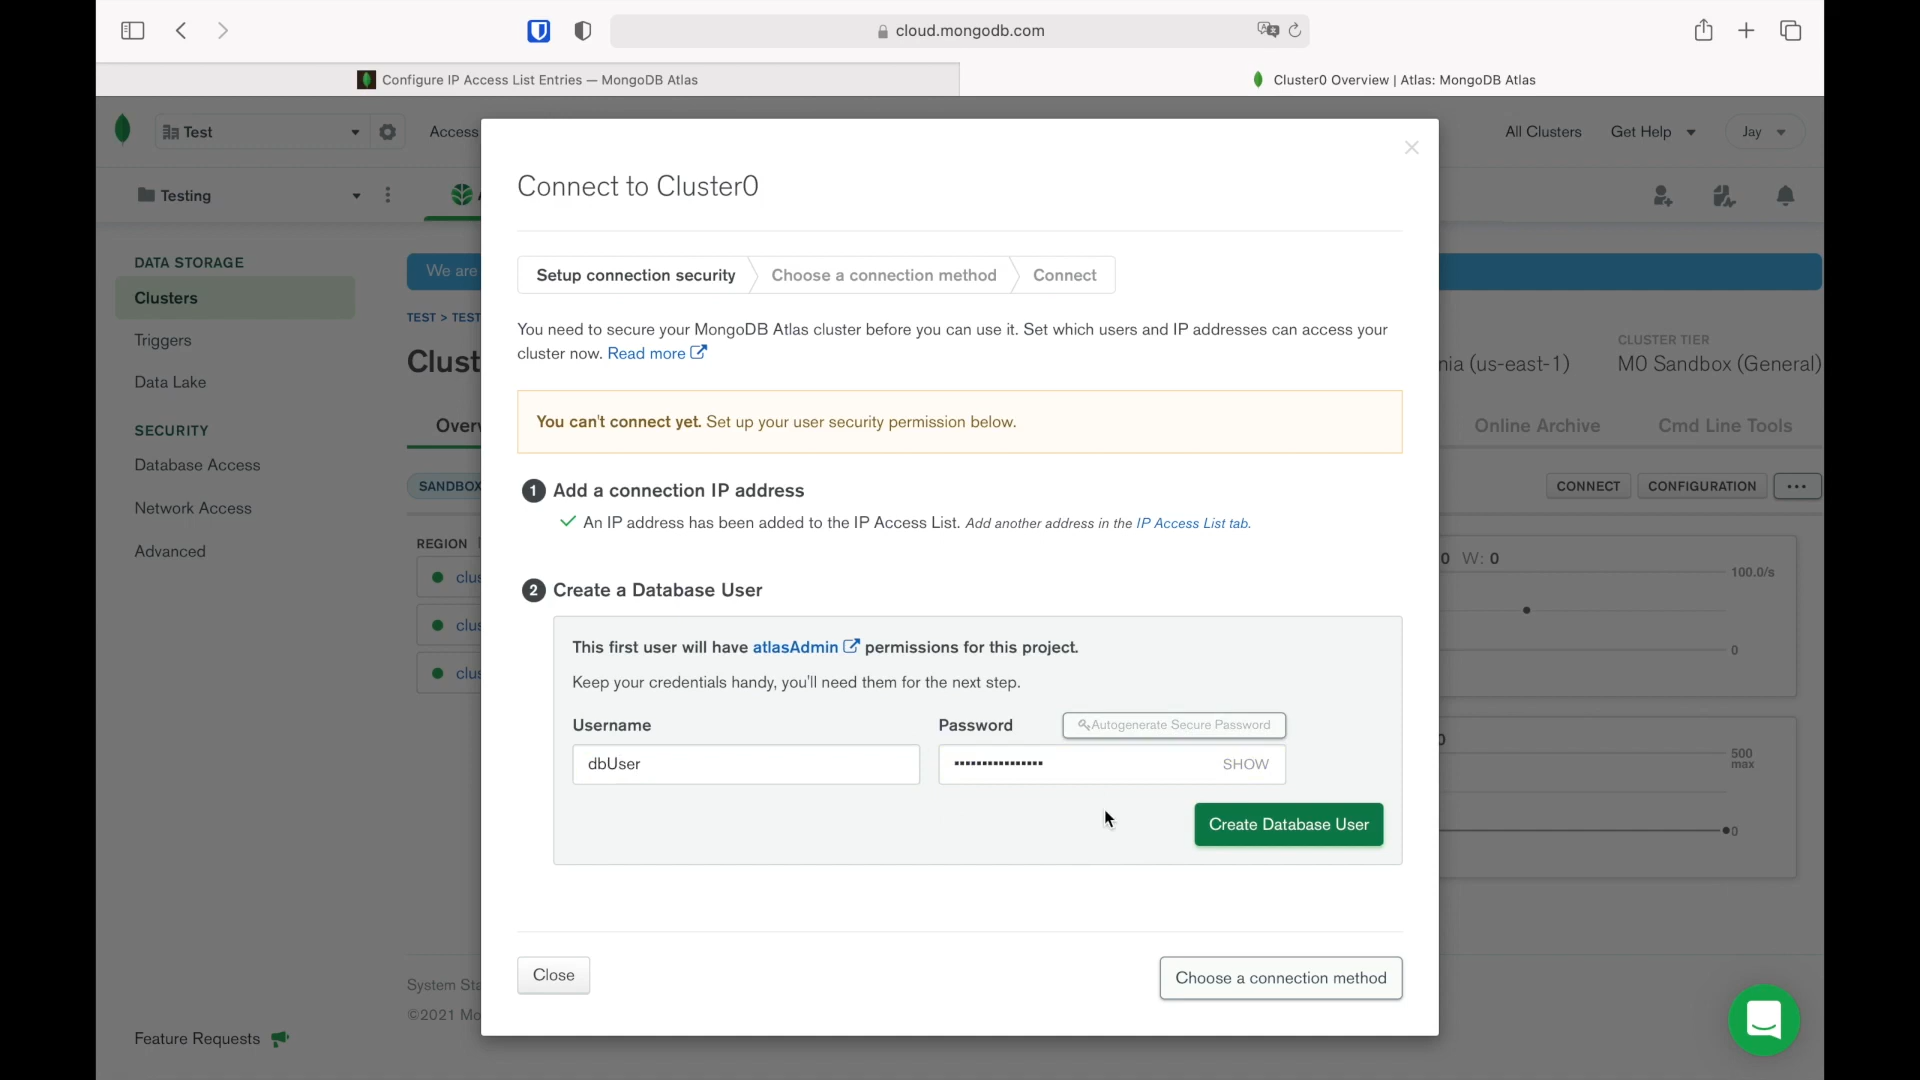 cloud.mongodb.com
Configure IP Access List Entries — MongoDB Atlas
Cluster0 Overview | Atlas: MongoDB Atlas
Test
Access
All Clusters
Get Help
Jay
Testing
DATA STORAGE
Clusters
Triggers
Data Lake
SECURITY
Database Access
Network Access
Advanced
Feature Requests
We are
TEST > TEST
Clust
Overv
SANDBOX
REGION
clus
clus
clus
System Sta
©2021 Mo
Connect to Cluster0
Setup connection security
Choose a connection method
Connect
You need to secure your MongoDB Atlas cluster before you can use it. Set which users and IP addresses can access your
cluster now. Read more
You can't connect yet. Set up your user security permission below.
1 Add a connection IP address
An IP address has been added to the IP Access List. Add another address in the IP Access List tab.
2 Create a Database User
This first user will have atlasAdmin permissions for this project.
Keep your credentials handy, you'll need them for the next step.
Username
Password
Autogenerate Secure Password
dbUser
SHOW
Create Database User
Close
Choose a connection method
nia (us-east-1)
CLUSTER TIER
M0 Sandbox (General)
Online Archive
Cmd Line Tools
CONNECT
CONFIGURATION
0 W: 0
100.0/s
0
0
500
max
0